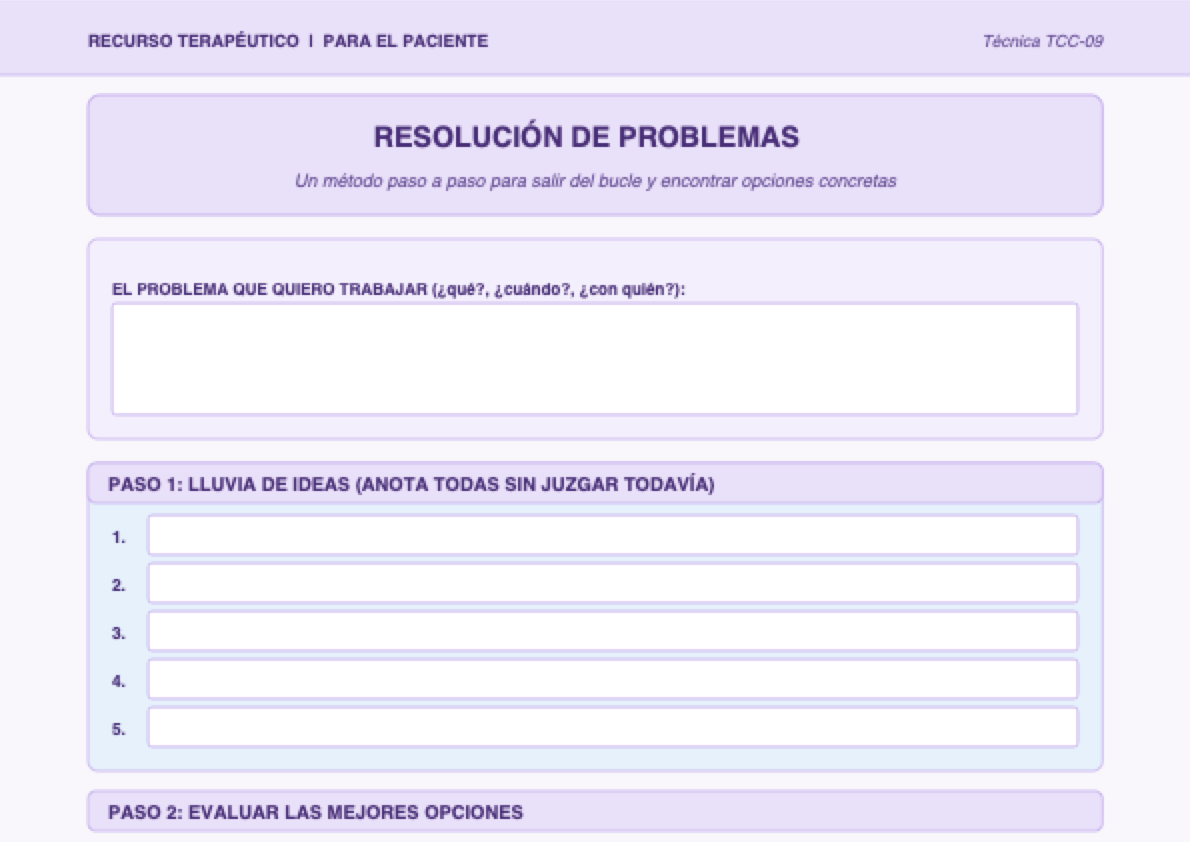 RECURSO TERAPÉUTICO | PARA EL PACIENTE
Técnica TCC-09
RESOLUCIÓN DE PROBLEMAS
Un método paso a paso para salir del bucle y encontrar opciones concretas
EL PROBLEMA QUE QUIERO TRABAJAR (¿qué?, ¿cuándo?, ¿con quién?):
PASO 1: LLUVIA DE IDEAS (ANOTA TODAS SIN JUZGAR TODAVÍA)
1.
2.
3.
4.
5.
PASO 2: EVALUAR LAS MEJORES OPCIONES